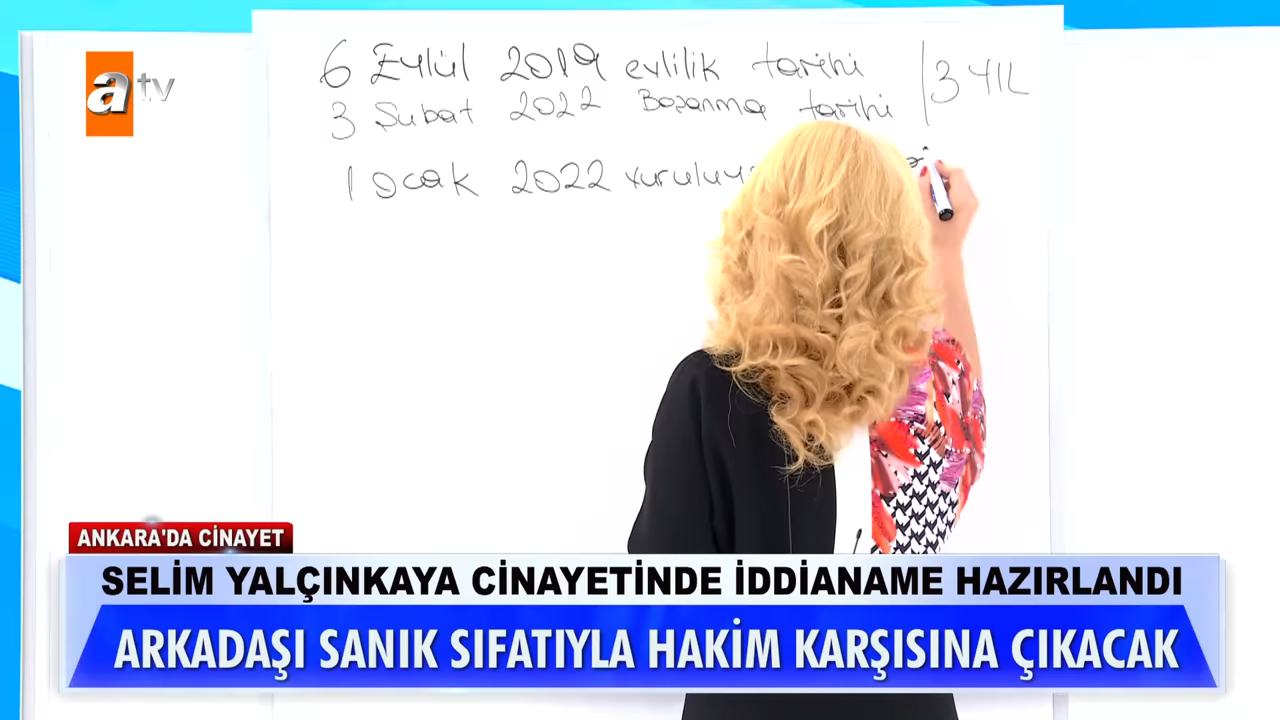 atv
6 Eylül 2019 evlilik tarihi / 3 YIL
3 Şubat 2022 Boşanma tarihi
1 ocak 2022 vuruluyo
ANKARA'DA CİNAYET
SELİM YALÇINKAYA CİNAYETİNDE İDDİANAME HAZIRLANDI
ARKADAŞI SANIK SIFATIYLA HAKİM KARŞISINA ÇIKACAK